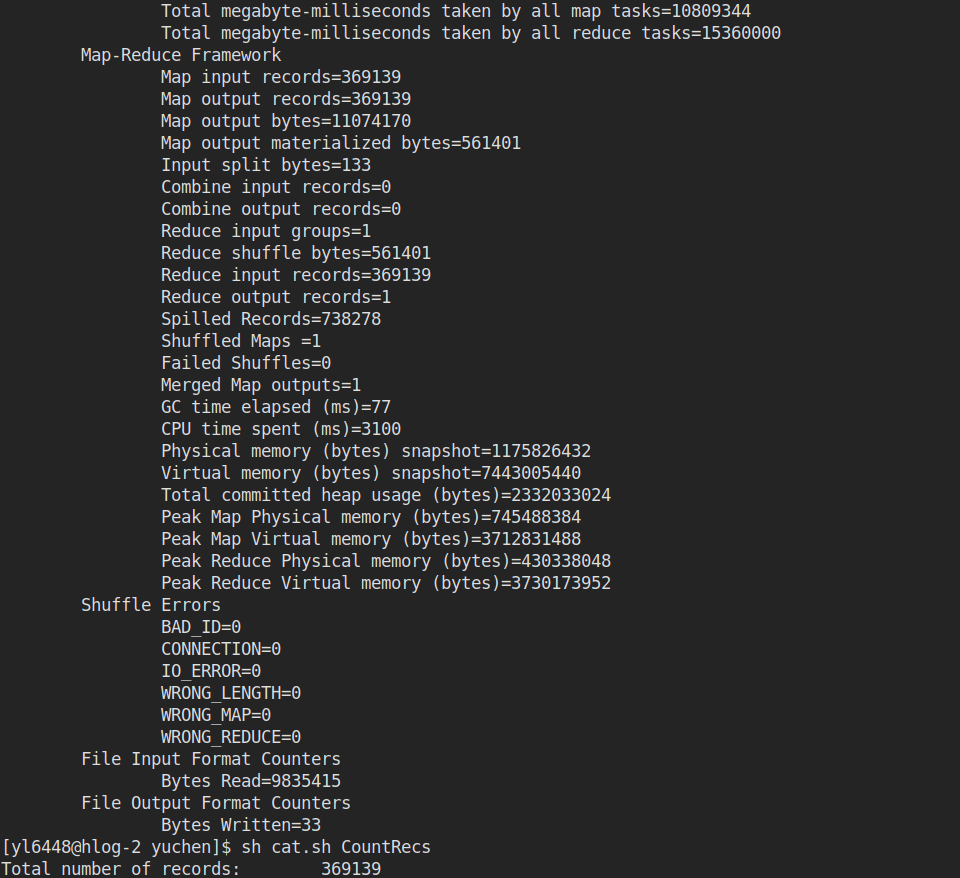 Total megabyte-milliseconds taken by all map tasks=10809344
Total megabyte-milliseconds taken by all reduce tasks=15360000
Map-Reduce Framework
Map input records=369139
Map output records=369139
Map output bytes=11074170
Map output materialized bytes=561401
Input split bytes=133
Combine input records=0
Combine output records=0
Reduce input groups=1
Reduce shuffle bytes=561401
Reduce input records=369139
Reduce output records=1
Spilled Records=738278
Shuffled Maps =1
Failed Shuffles=0
Merged Map outputs=1
GC time elapsed (ms)=77
CPU time spent (ms)=3100
Physical memory (bytes) snapshot=1175826432
Virtual memory (bytes) snapshot=7443005440
Total committed heap usage (bytes)=2332033024
Peak Map Physical memory (bytes)=745488384
Peak Map Virtual memory (bytes)=3712831488
Peak Reduce Physical memory (bytes)=430338048
Peak Reduce Virtual memory (bytes)=3730173952
Shuffle Errors
BAD_ID=0
CONNECTION=0
IO_ERROR=0
WRONG_LENGTH=0
WRONG_MAP=0
WRONG_REDUCE=0
File Input Format Counters
Bytes Read=9835415
File Output Format Counters
Bytes Written=33
[yl6448@hlog-2 yuchen]$ sh cat.sh CountRecs
Total number of records:        369139